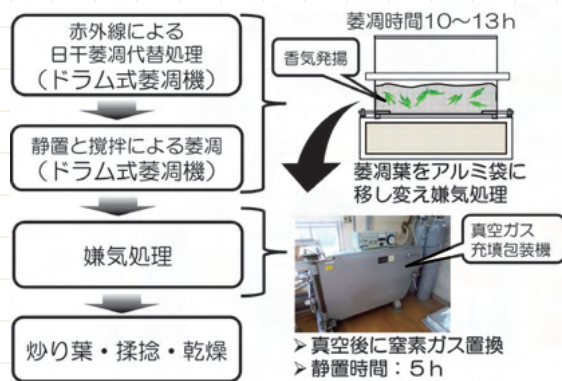 赤外線による
日干萎凋代替処理
（ドラム式萎凋機）
静置と撹拌による萎凋
（ドラム式萎凋機）
嫌気処理
炒り葉・揉捻・乾燥
萎凋時間10～13h
香気発揚
萎凋葉をアルミ袋に
移し変え嫌気処理
真空ガス
充填包装機
➢真空後に窒素ガス置換
➢静置時間：5h